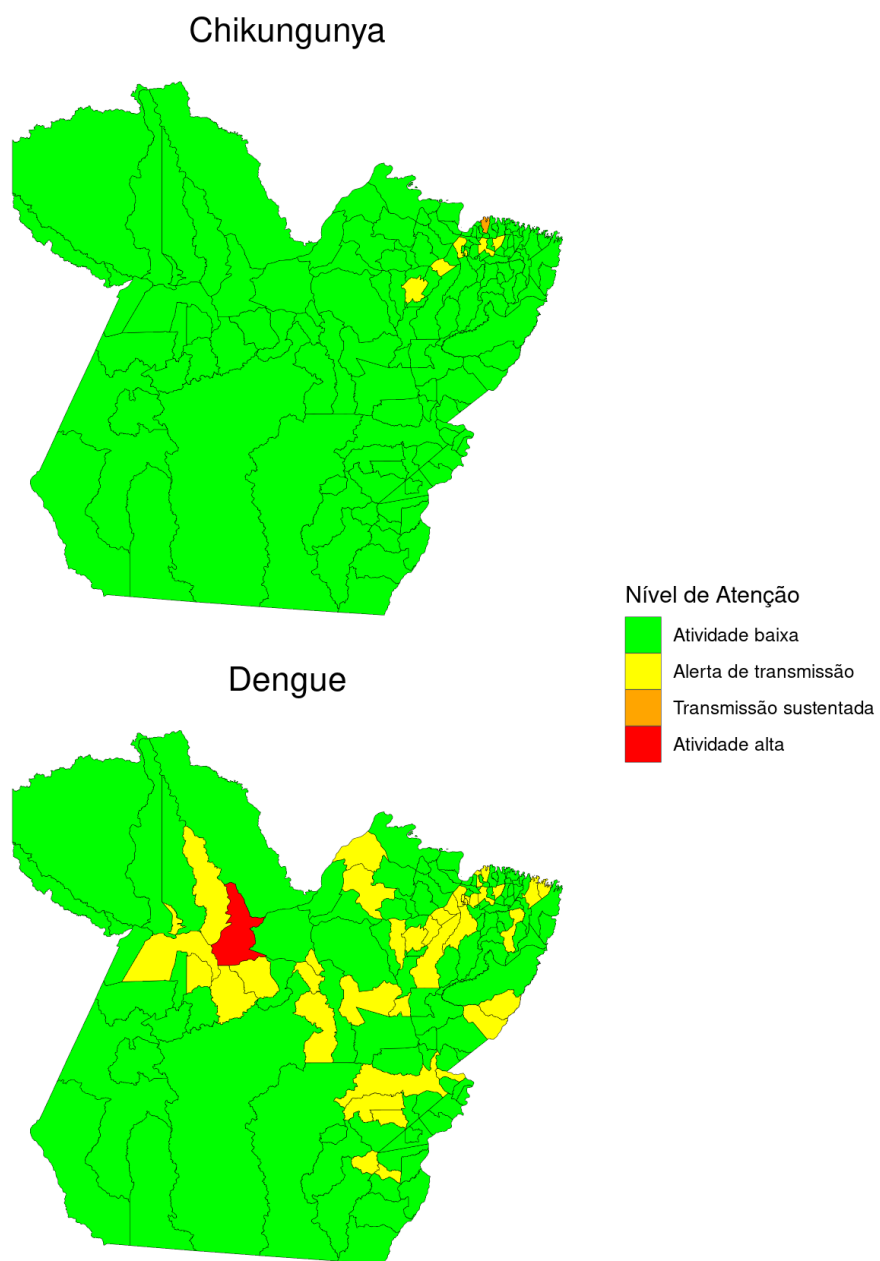 Chikungunya
Nível de Atenção
Atividade baixa
Alerta de transmissão
Transmissão sustentada
Atividade alta
Dengue